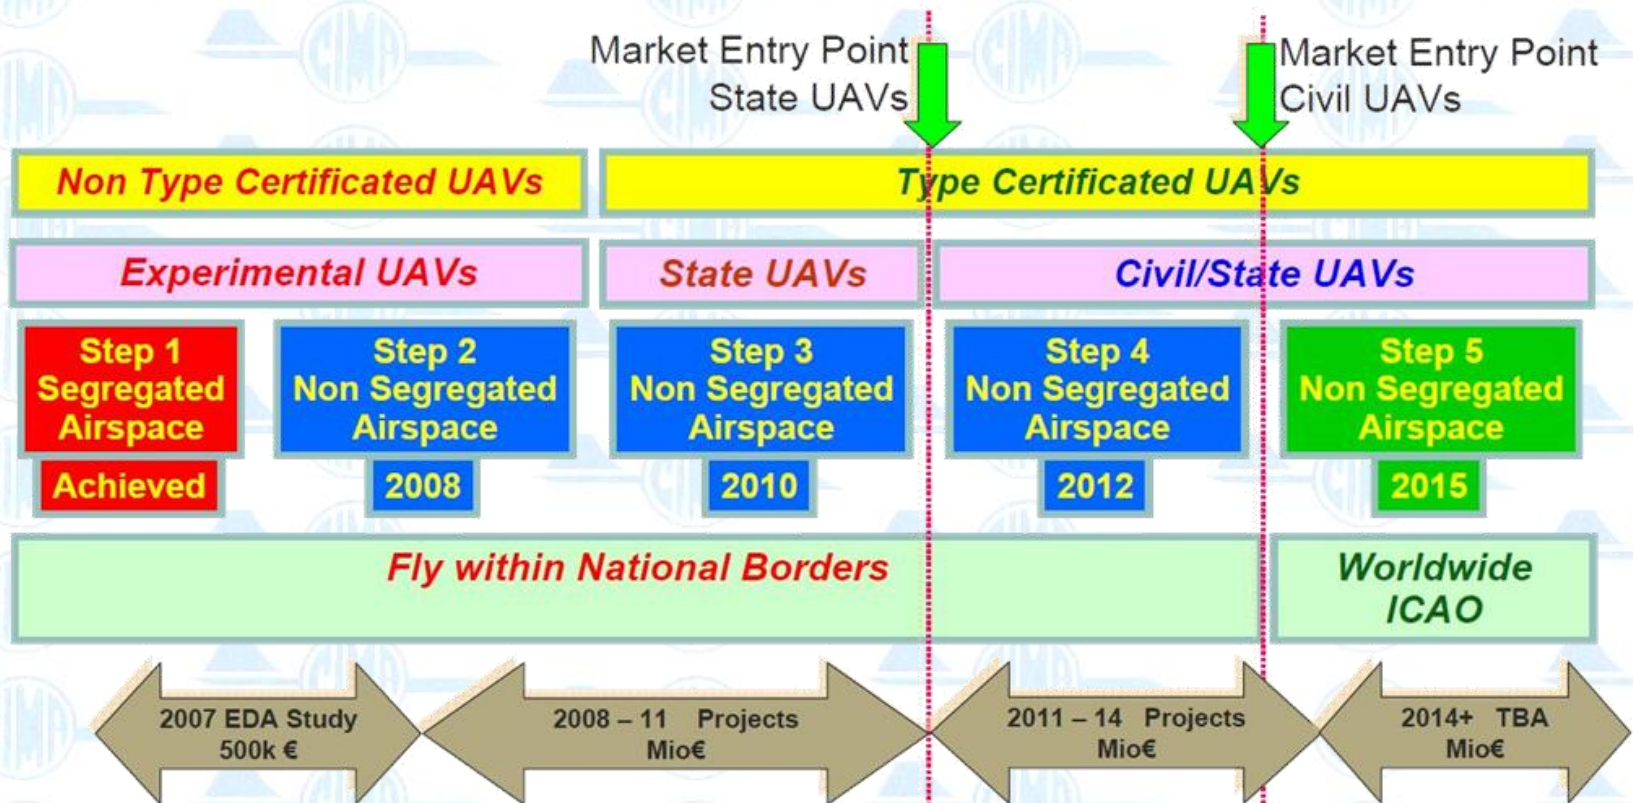 Market Entry Point
State UAVs
Market Entry Point
Civil UAVs
Non Type Certificated UAVs
Type Certificated UAVs
Experimental UAVs
State UAVs
Civil/State UAVs
Step 1
Segregated
Airspace
Achieved
Step 2
Non Segregated
Airspace
2008
Step 3
Non Segregated
Airspace
2010
Step 4
Non Segregated
Airspace
2012
Step 5
Non Segregated
Airspace
2015
Fly within National Borders
Worldwide
ICAO
2007 EDA Study
500k €
2008 – 11 Projects
Mio€
2011 – 14 Projects
Mio€
2014+ TBA
Mio€
CIMA